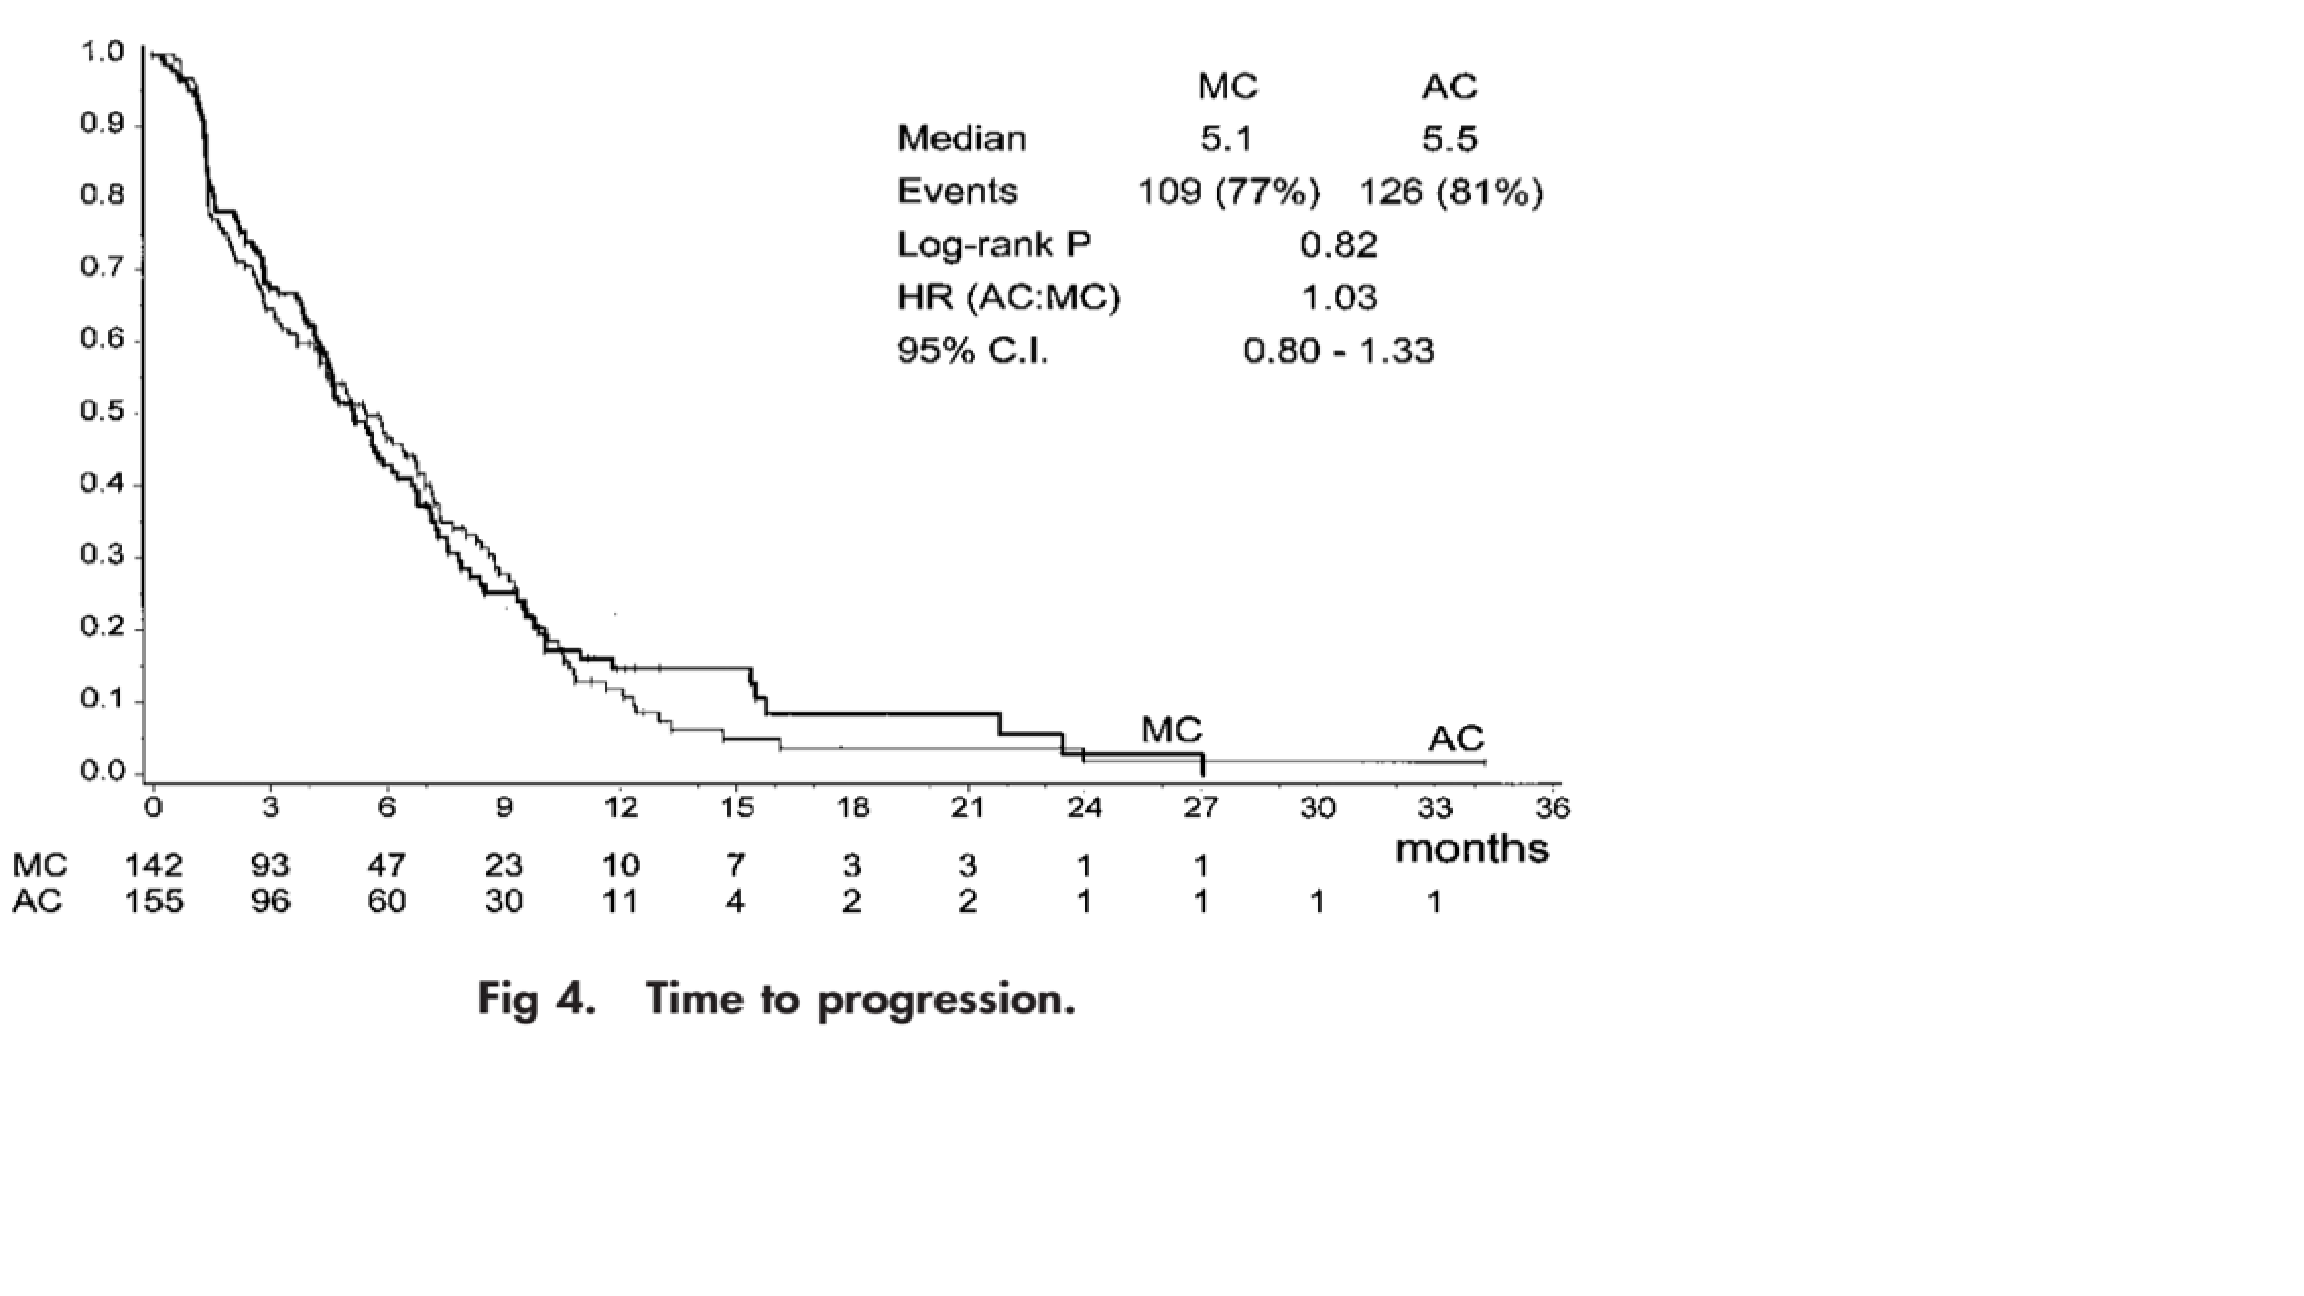 1.0
0.9
0.8
0.7
0.6
0.5
0.4
0.3
0.2
0.1
0.0
MC AC
Median 5.1 5.5
Events 109 (77%) 126 (81%)
Log-rank P 0.82
HR (AC:MC) 1.03
95% C.I. 0.80 - 1.33
MC
AC
0 3 6 9 12 15 18 21 24 27 30 33 36
months
MC 142 93 47 23 10 7 3 3 1 1
AC 155 96 60 30 11 4 2 2 1 1 1 1
Fig 4. Time to progression.